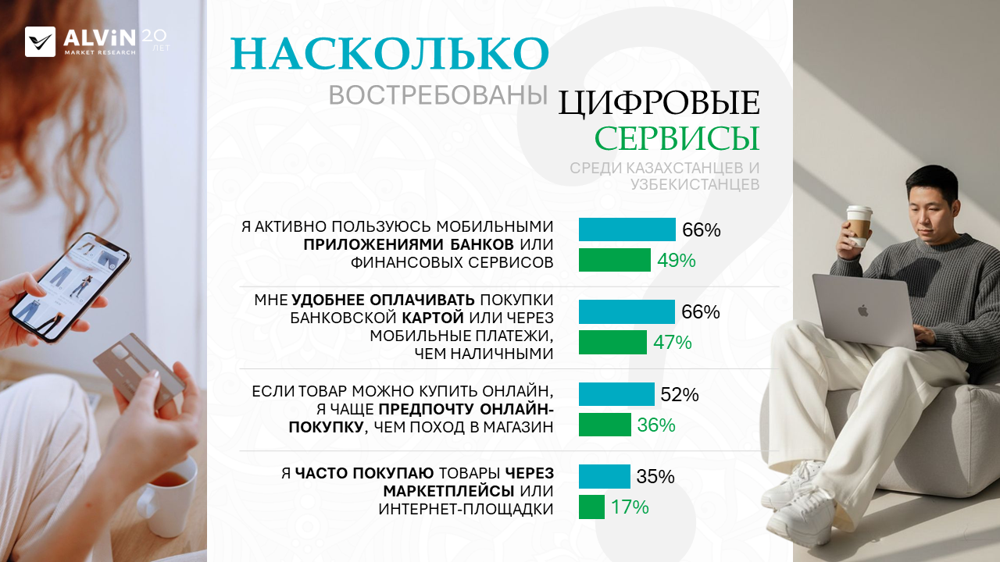 ALViN 20
MARKET RESEARCH ЛЕТ
НАСКОЛЬКО
ВОСТРЕБОВАНЫ
ЦИФРОВЫЕ
СЕРВИСЫ
СРЕДИ КАЗАХСТАНЦЕВ И
УЗБЕКИСТАНЦЕВ
Я АКТИВНО ПОЛЬЗУЮСЬ МОБИЛЬНЫМИ
ПРИЛОЖЕНИЯМИ БАНКОВ ИЛИ
ФИНАНСОВЫХ СЕРВИСОВ
66%
49%
МНЕ УДОБНЕЕ ОПЛАЧИВАТЬ ПОКУПКИ
БАНКОВСКОЙ КАРТОЙ ИЛИ ЧЕРЕЗ
МОБИЛЬНЫЕ ПЛАТЕЖИ,
ЧЕМ НАЛИЧНЫМИ
66%
47%
ЕСЛИ ТОВАР МОЖНО КУПИТЬ ОНЛАЙН,
Я ЧАЩЕ ПРЕДПОЧТУ ОНЛАЙН-
ПОКУПКУ, ЧЕМ ПОХОД В МАГАЗИН
52%
36%
Я ЧАСТО ПОКУПАЮ ТОВАРЫ ЧЕРЕЗ
МАРКЕТПЛЕЙСЫ ИЛИ
ИНТЕРНЕТ-ПЛОЩАДКИ
35%
17%
?